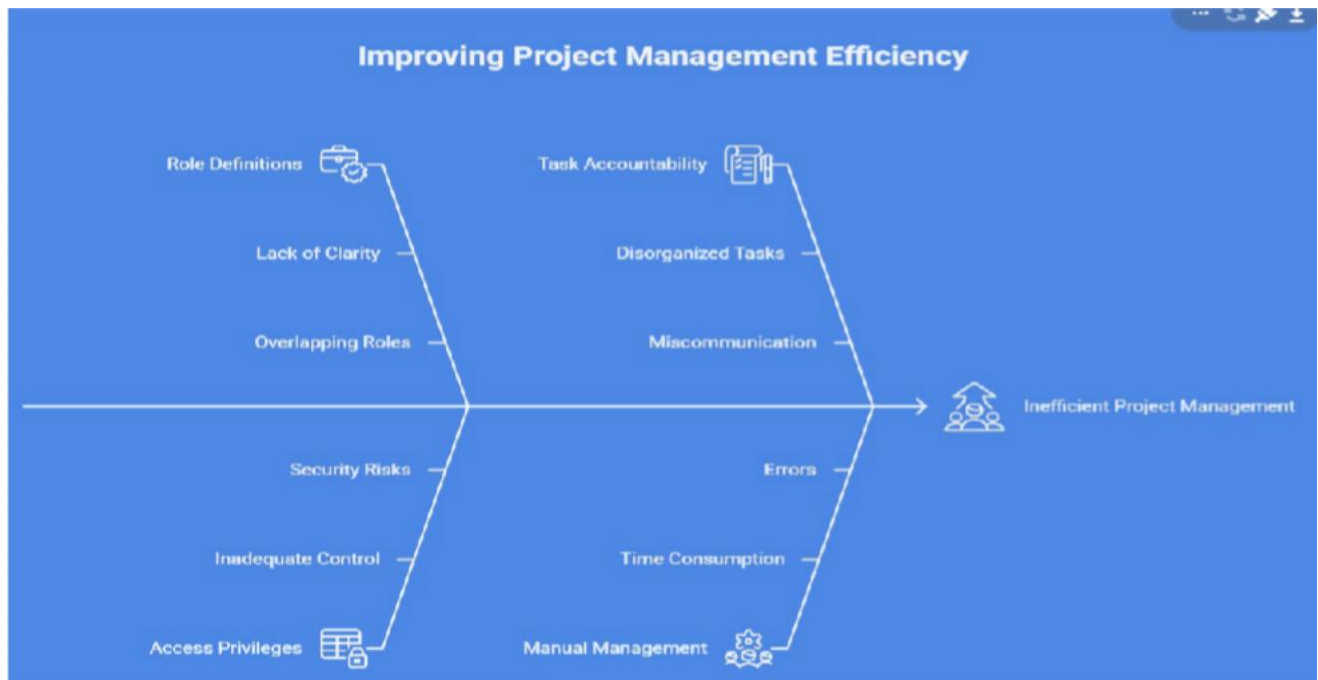 Improving Project Management Efficiency
Role Definitions
Lack of Clarity
Overlapping Roles
Task Accountability
Disorganized Tasks
Miscommunication
Inefficient Project Management
Security Risks
Inadequate Control
Access Privileges
Errors
Time Consumption
Manual Management